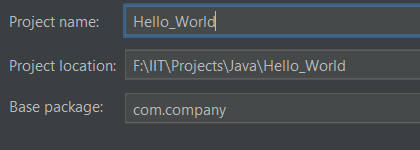 Project name: Hello_World
Project location: F:\IIT\Projects\Java\Hello_World
Base package: com.company